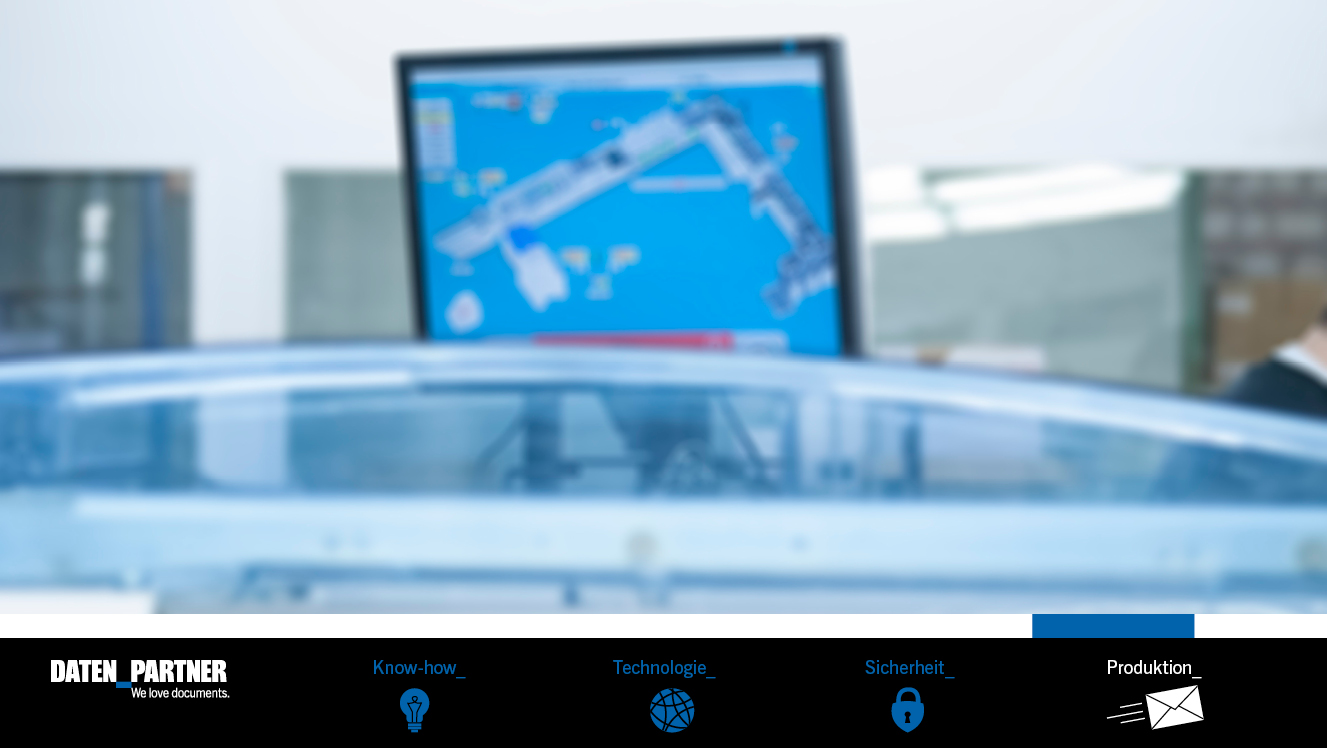 DATEN_PARTNER
We love documents.
Know-how_
Technologie_
Sicherheit_
Produktion_